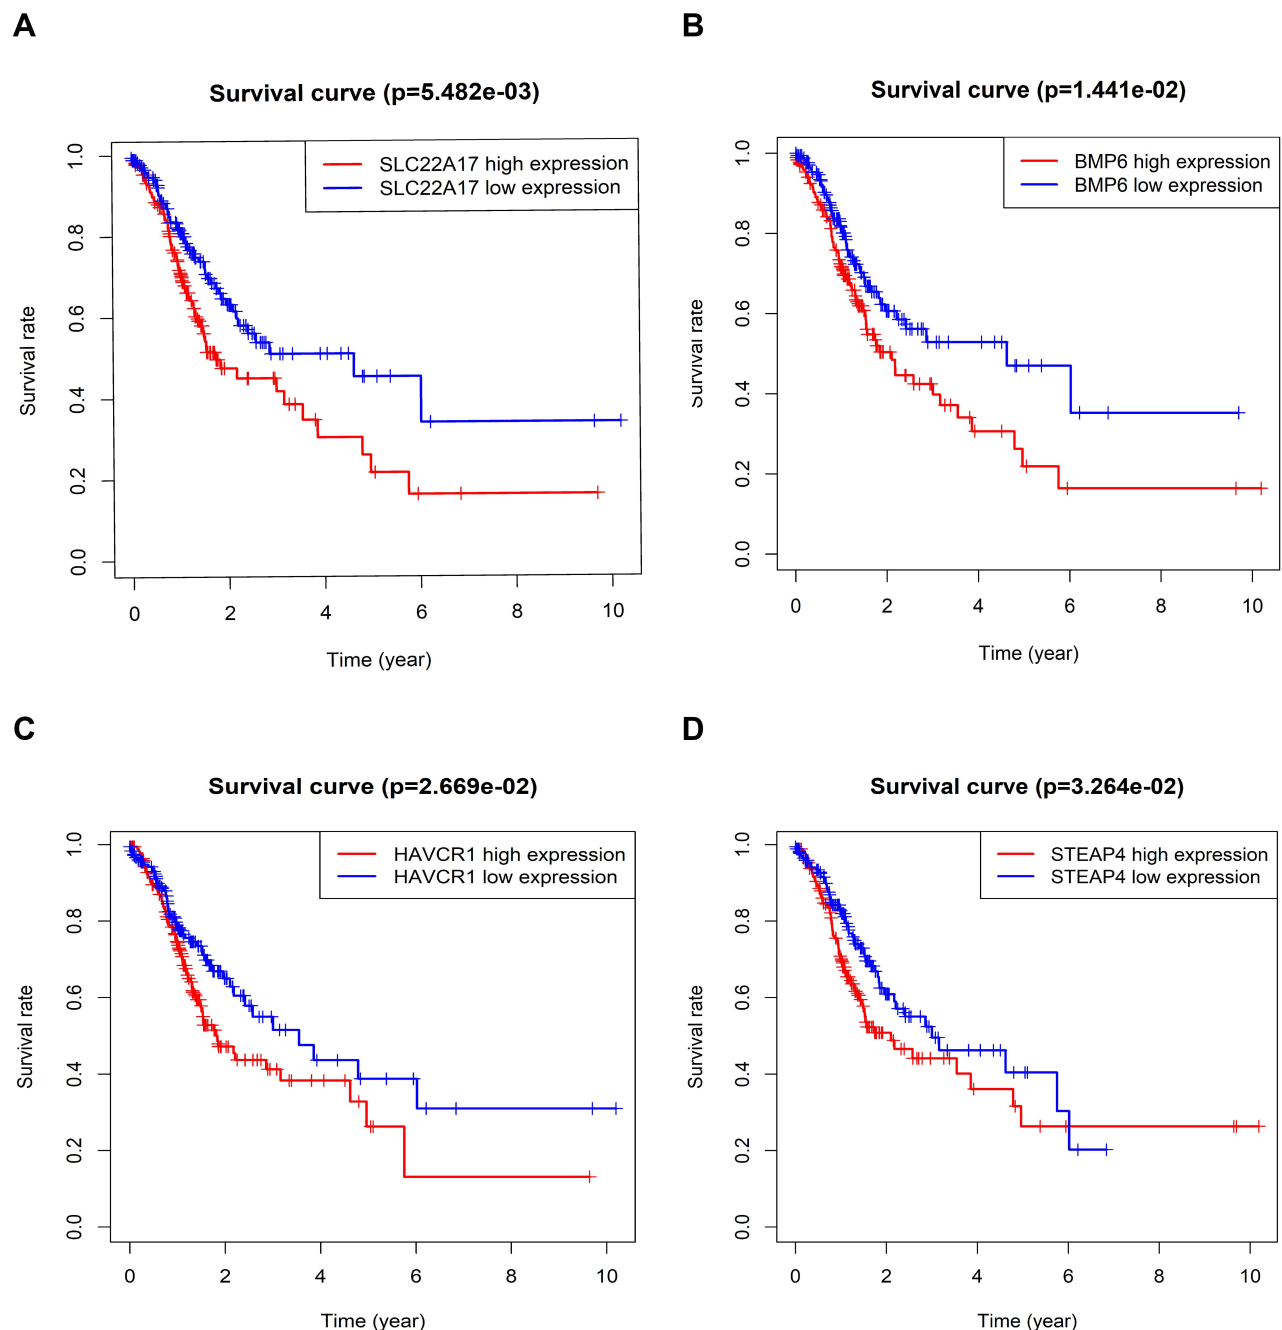 A
Survival curve (p=5.482e-03)
SLC22A17 high expression
SLC22A17 low expression
Survival rate
0.0 0.2 0.4 0.6 0.8 1.0
0 2 4 6 8 10
Time (year)
B
Survival curve (p=1.441e-02)
BMP6 high expression
BMP6 low expression
Survival rate
0.0 0.2 0.4 0.6 0.8 1.0
0 2 4 6 8 10
Time (year)
C
Survival curve (p=2.669e-02)
HAVCR1 high expression
HAVCR1 low expression
Survival rate
0.0 0.2 0.4 0.6 0.8 1.0
0 2 4 6 8 10
Time (year)
D
Survival curve (p=3.264e-02)
STEAP4 high expression
STEAP4 low expression
Survival rate
0.0 0.2 0.4 0.6 0.8 1.0
0 2 4 6 8 10
Time (year)